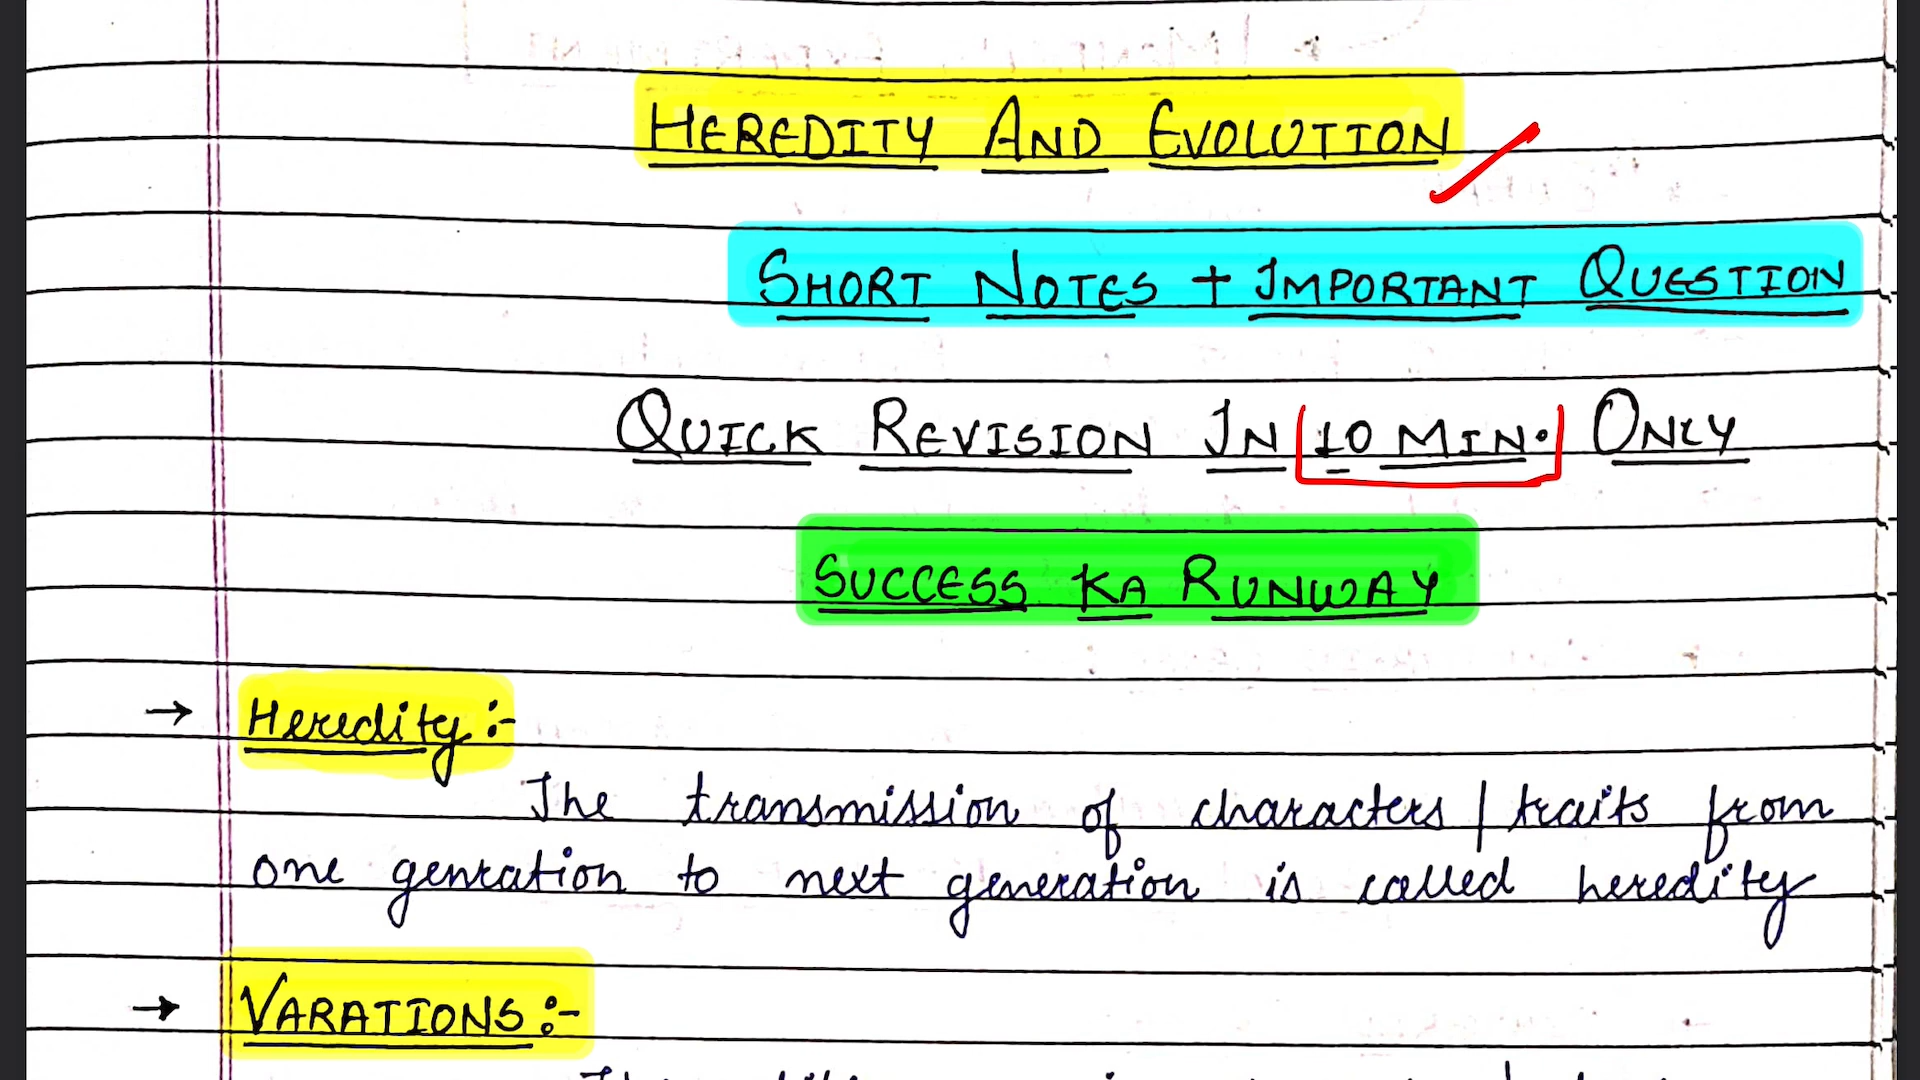 HEREDITY AND EVOLUTION
SHORT NOTES + IMPORTANT QUESTION
QUICK REVISION IN 10 MIN. ONLY
SUCCESS KA RUNWAY
→ Heredity :-
The transmission of characters / traits from
one genration to next generation is called heredity
→ VARATIONS :-